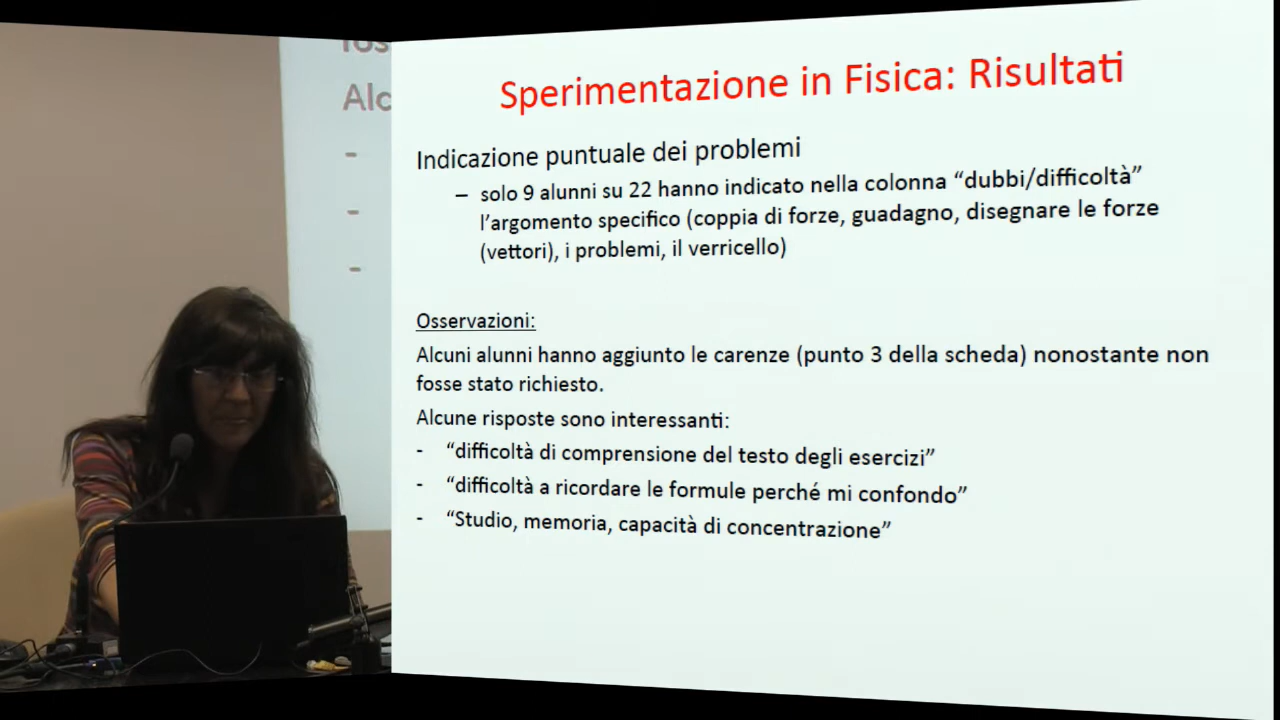 Alc
-
-
-
Sperimentazione in Fisica: Risultati
Indicazione puntuale dei problemi
– solo 9 alunni su 22 hanno indicato nella colonna “dubbi/difficoltà”
l’argomento specifico (coppia di forze, guadagno, disegnare le forze
(vettori), i problemi, il verricello)
Osservazioni:
Alcuni alunni hanno aggiunto le carenze (punto 3 della scheda) nonostante non
fosse stato richiesto.
Alcune risposte sono interessanti:
- “difficoltà di comprensione del testo degli esercizi”
- “difficoltà a ricordare le formule perché mi confondo”
- “Studio, memoria, capacità di concentrazione”